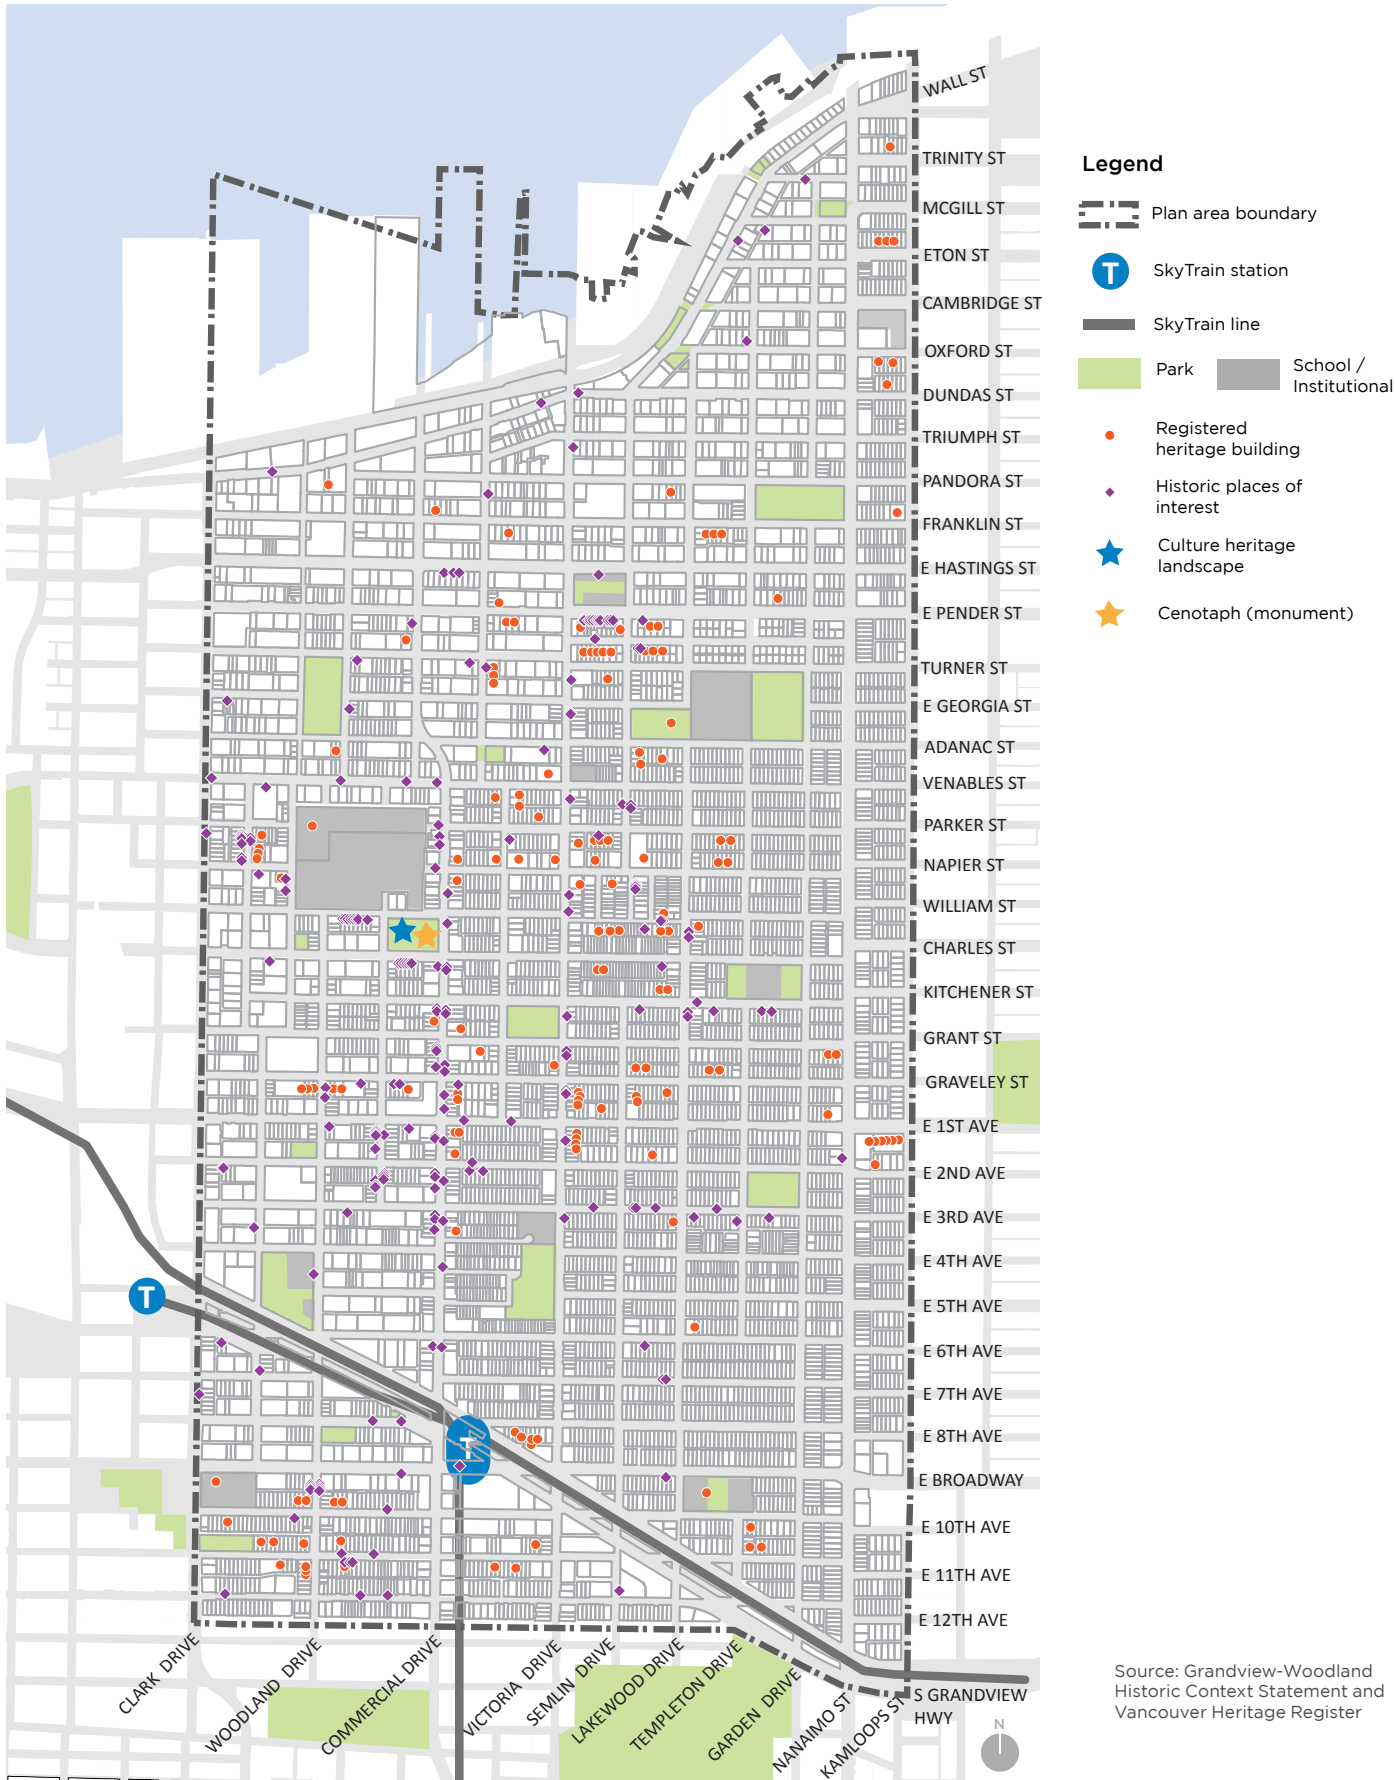 WALL ST
TRINITY ST
MCGILL ST
ETON ST
CAMBRIDGE ST
OXFORD ST
DUNDAS ST
TRIUMPH ST
PANDORA ST
FRANKLIN ST
E HASTINGS ST
E PENDER ST
TURNER ST
E GEORGIA ST
ADANAC ST
VENABLES ST
PARKER ST
NAPIER ST
WILLIAM ST
CHARLES ST
KITCHENER ST
GRANT ST
GRAVELEY ST
E 1ST AVE
E 2ND AVE
E 3RD AVE
E 4TH AVE
E 5TH AVE
E 6TH AVE
E 7TH AVE
E 8TH AVE
E BROADWAY
E 10TH AVE
E 11TH AVE
E 12TH AVE
S GRANDVIEW
HWY
T
T
CLARK DRIVE
WOODLAND DRIVE
COMMERCIAL DRIVE
VICTORIA DRIVE
SEMLIN DRIVE
LAKEWOOD DRIVE
TEMPLETON DRIVE
GARDEN DRIVE
NANAIMO ST
KAMLOOPS ST
N
Legend
Plan area boundary
T
SkyTrain station
SkyTrain line
Park
School /
Institutional
Registered
heritage building
Historic places of
interest
Culture heritage
landscape
Cenotaph (monument)
Source: Grandview-Woodland
Historic Context Statement and
Vancouver Heritage Register